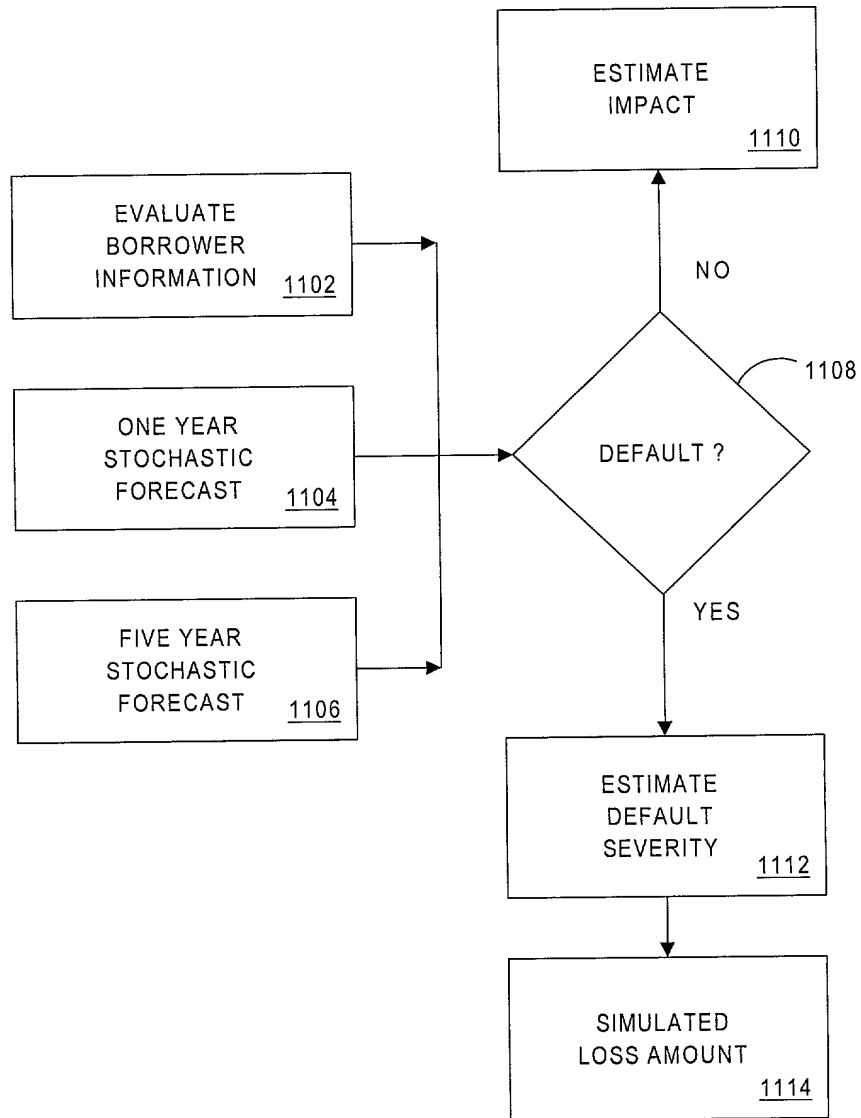 ESTIMATE
IMPACT
1110
EVALUATE
BORROWER
INFORMATION
1102
NO
1108
ONE YEAR
STOCHASTIC
FORECAST
1104
DEFAULT ?
FIVE YEAR
STOCHASTIC
FORECAST
1106
YES
ESTIMATE
DEFAULT
SEVERITY
1112
SIMULATED
LOSS AMOUNT
1114